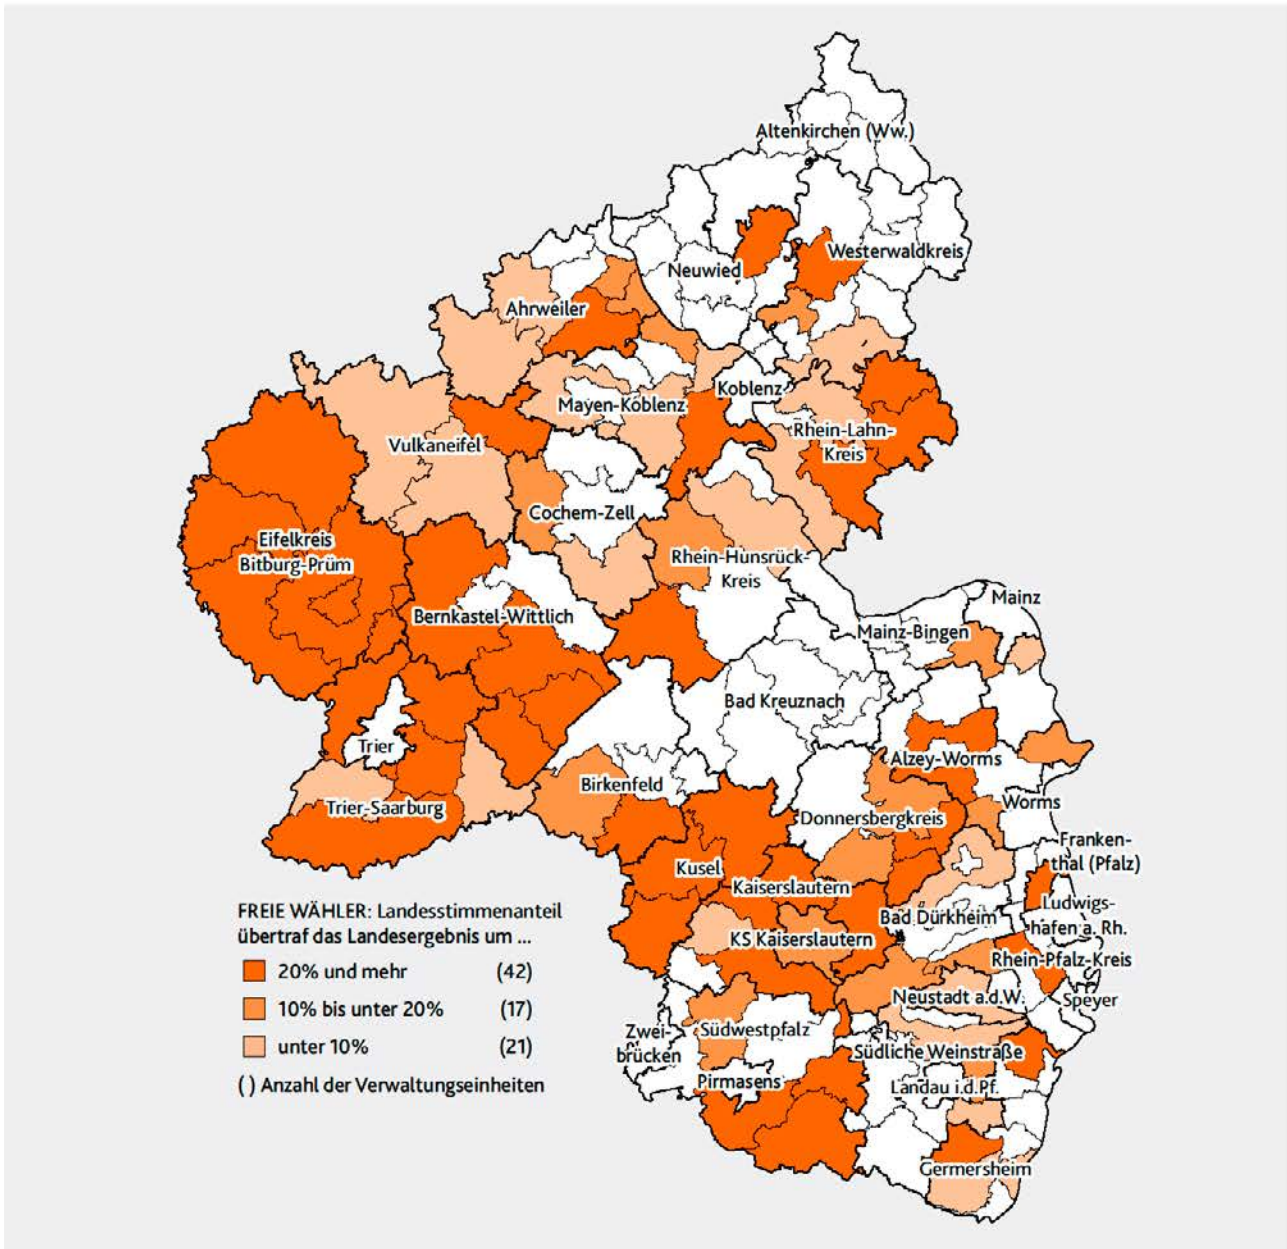 Altenkirchen (Ww.)
Westerwaldkreis
Neuwied
Ahrweiler
Koblenz
Mayen-Koblenz
Rhein-Lahn-
Kreis
Vulkaneifel
Cochem-Zell
Eifelkreis
Bitburg-Prüm
Rhein-Hunsrück-
Kreis
Bernkastel-Wittlich
Mainz
Mainz-Bingen
Bad Kreuznach
Trier
Alzey-Worms
Birkenfeld
Trier-Saarburg
Worms
Donnersbergkreis
Franken-
thal (Pfalz)
Kusel
Kaiserslautern
Ludwigs-
hafen a. Rh.
Bad Dürkheim
KS Kaiserslautern
Rhein-Pfalz-Kreis
Neustadt a.d.W.
Speyer
Zwei-
brücken
Südwestpfalz
Südliche Weinstraße
Pirmasens
Landau i.d.Pf.
Germersheim
FREIE WÄHLER: Landesstimmenanteil
übertraf das Landesergebnis um ...
20% und mehr (42)
10% bis unter 20% (17)
unter 10% (21)
( ) Anzahl der Verwaltungseinheiten